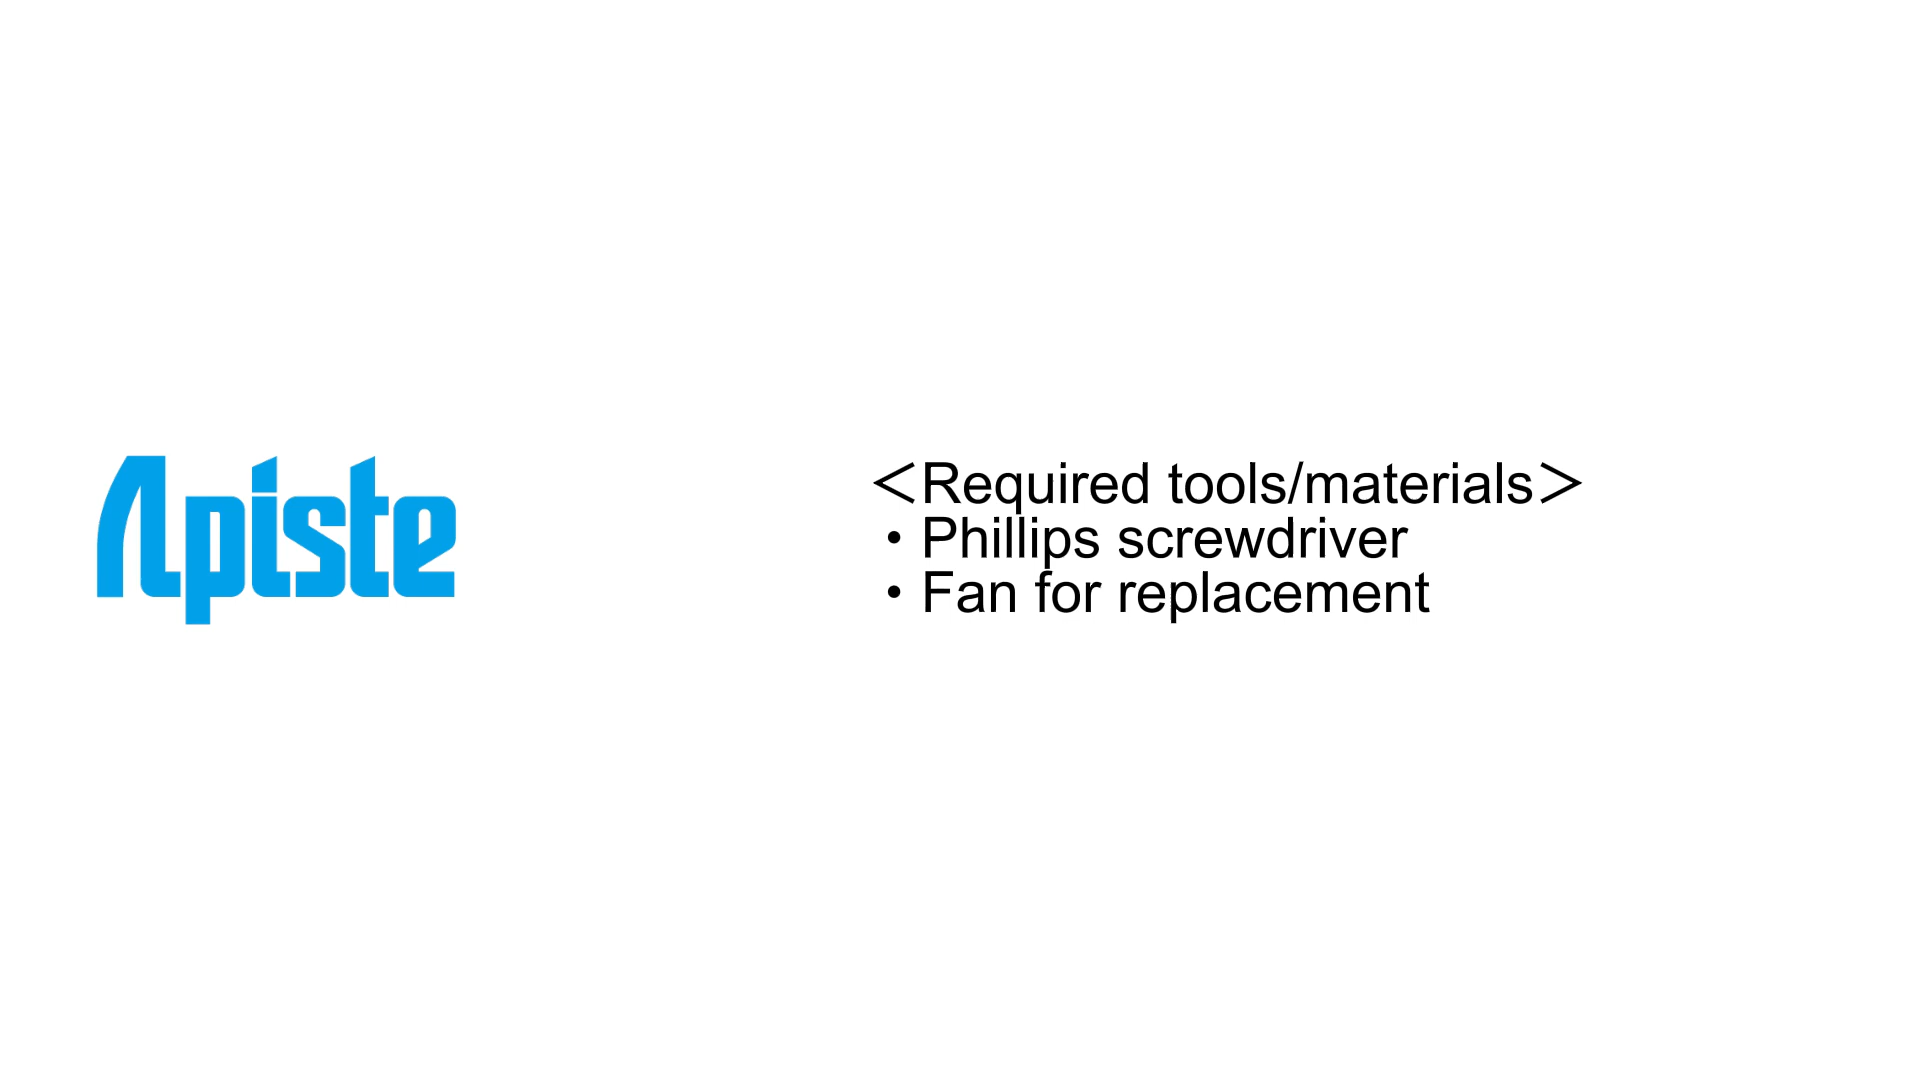 Apiste
＜Required tools/materials＞
・Phillips screwdriver
・Fan for replacement